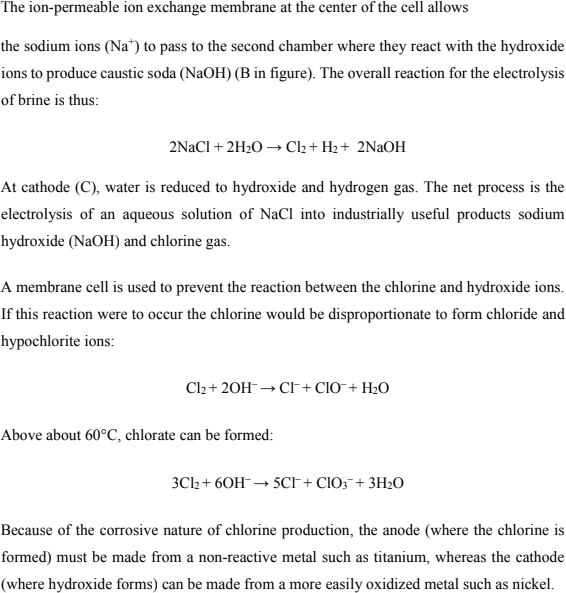 The ion-permeable ion exchange membrane at the center of the cell allows
the sodium ions (Na⁺) to pass to the second chamber where they react with the hydroxide
ions to produce caustic soda (NaOH) (B in figure). The overall reaction for the electrolysis
of brine is thus:
2NaCl + 2H₂O → Cl₂ + H₂ + 2NaOH
At cathode (C), water is reduced to hydroxide and hydrogen gas. The net process is the
electrolysis of an aqueous solution of NaCl into industrially useful products sodium
hydroxide (NaOH) and chlorine gas.
A membrane cell is used to prevent the reaction between the chlorine and hydroxide ions.
If this reaction were to occur the chlorine would be disproportionate to form chloride and
hypochlorite ions:
Cl₂ + 2OH⁻ → Cl⁻ + ClO⁻ + H₂O
Above about 60°C, chlorate can be formed:
3Cl₂ + 6OH⁻ → 5Cl⁻ + ClO₃⁻ + 3H₂O
Because of the corrosive nature of chlorine production, the anode (where the chlorine is
formed) must be made from a non-reactive metal such as titanium, whereas the cathode
(where hydroxide forms) can be made from a more easily oxidized metal such as nickel.